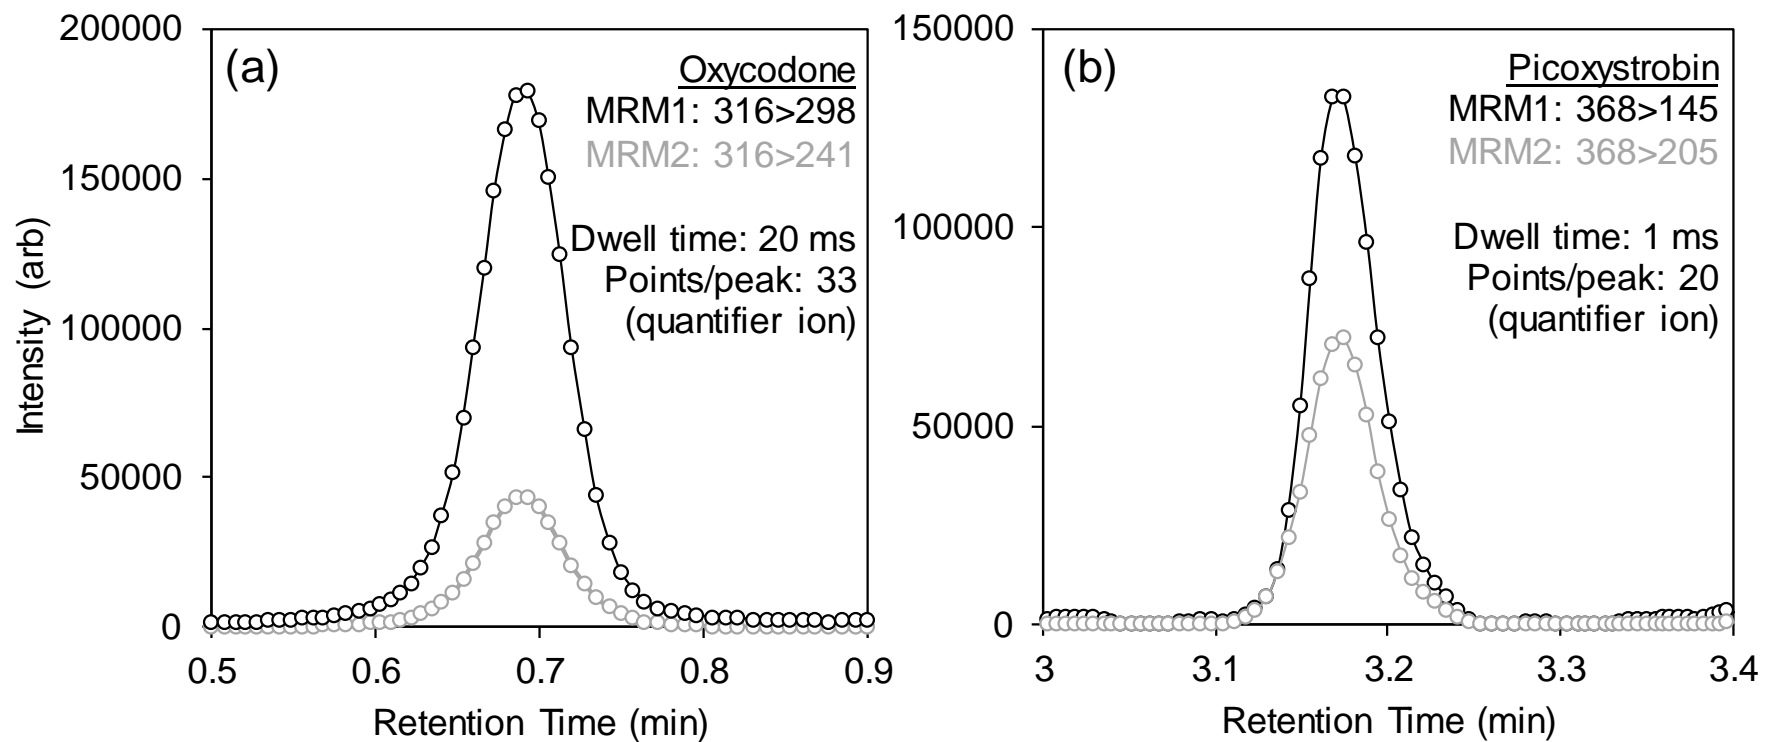 (a)
Oxycodone
MRM1: 316>298
MRM2: 316>241
Dwell time: 20 ms
Points/peak: 33
(quantifier ion)
200000
150000
100000
50000
0
Intensity (arb)
0.5 0.6 0.7 0.8 0.9
Retention Time (min)
(b)
Picoxystrobin
MRM1: 368>145
MRM2: 368>205
Dwell time: 1 ms
Points/peak: 20
(quantifier ion)
150000
100000
50000
0
3 3.1 3.2 3.3 3.4
Retention Time (min)